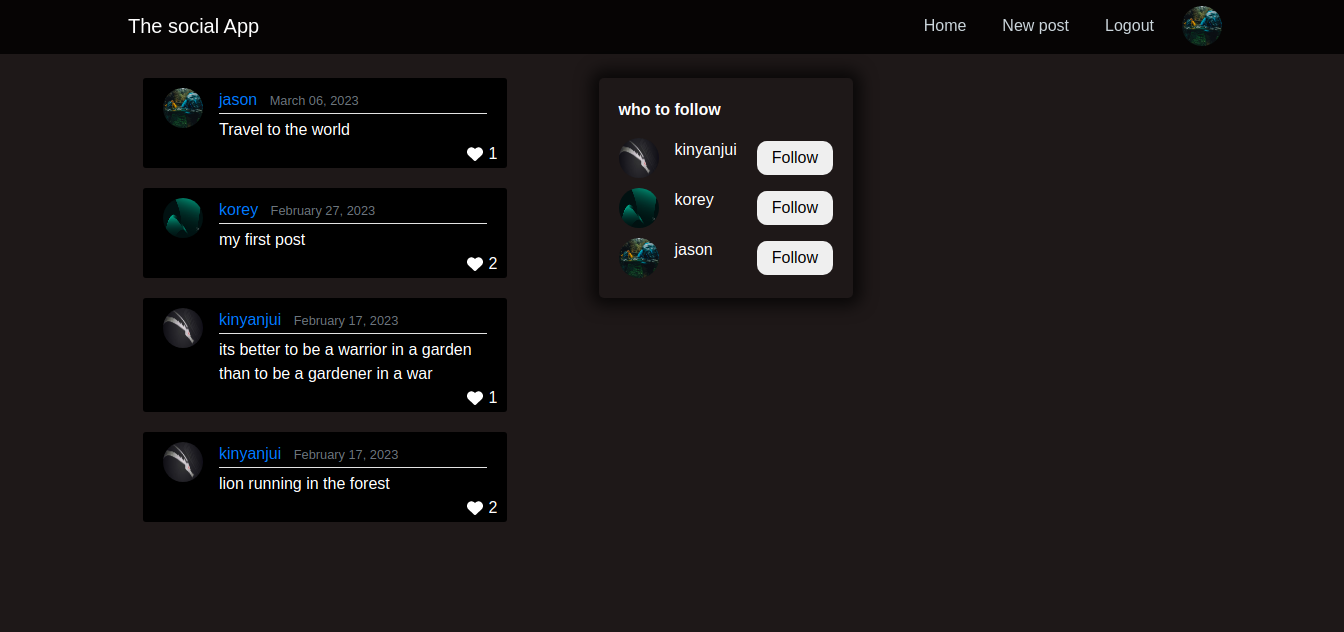 The social App
Home New post Logout
jason March 06, 2023
Travel to the world
1
korey February 27, 2023
my first post
2
kinyanjui February 17, 2023
its better to be a warrior in a garden
than to be a gardener in a war
1
kinyanjui February 17, 2023
lion running in the forest
2
who to follow
kinyanjui Follow
korey Follow
jason Follow